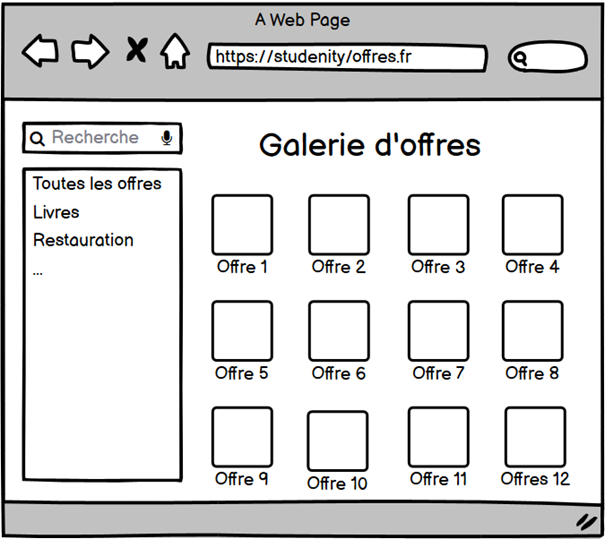 A Web Page
https://studenity/offres.fr
Recherche
Galerie d'offres
Toutes les offres
Livres
Restauration
...
Offre 1 Offre 2 Offre 3 Offre 4
Offre 5 Offre 6 Offre 7 Offre 8
Offre 9 Offre 10 Offre 11 Offres 12